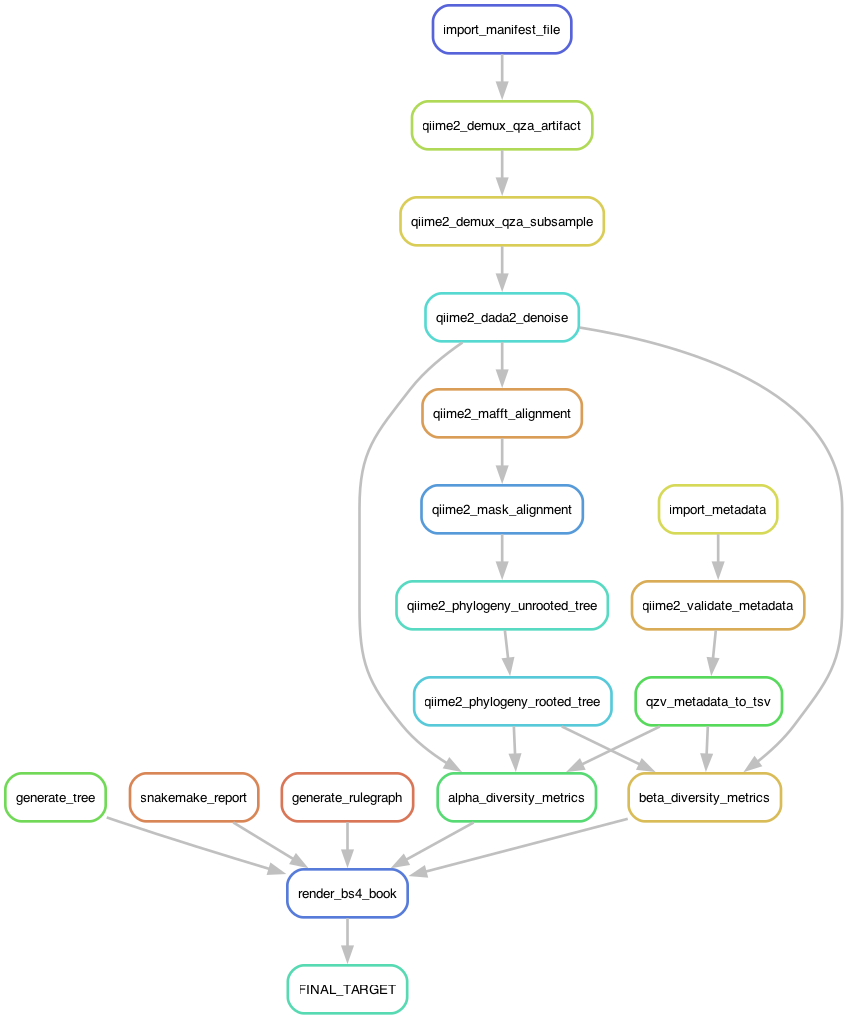 import_manifest_file
qiime2_demux_qza_artifact
qiime2_demux_qza_subsample
qiime2_dada2_denoise
qiime2_mafft_alignment
qiime2_mask_alignment
import_metadata
qiime2_phylogeny_unrooted_tree
qiime2_validate_metadata
qiime2_phylogeny_rooted_tree
qzv_metadata_to_tsv
generate_tree
snakemake_report
generate_rulegraph
alpha_diversity_metrics
beta_diversity_metrics
render_bs4_book
FINAL_TARGET